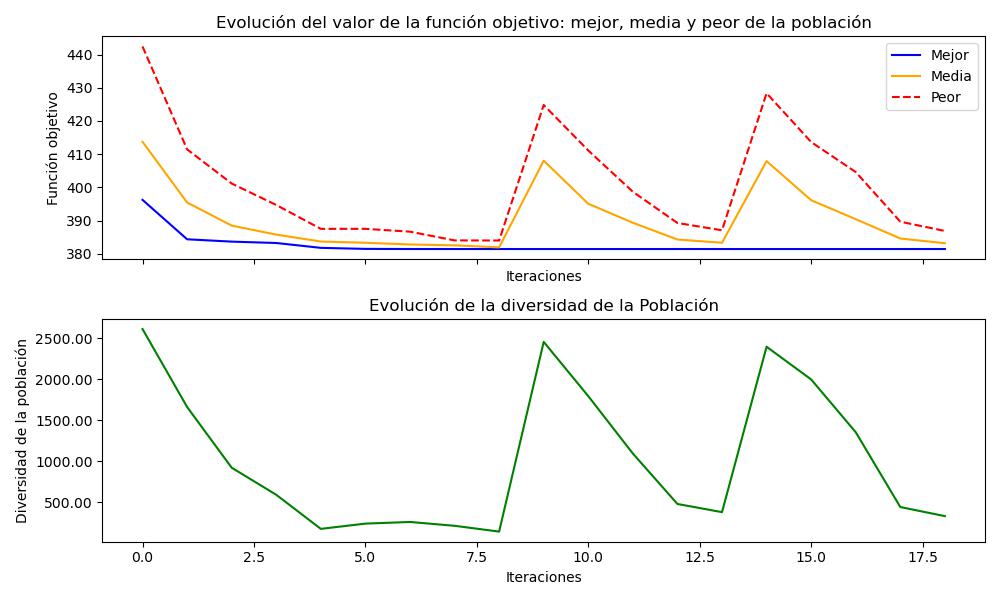 Evolución del valor de la función objetivo: mejor, media y peor de la población
Función objetivo
440
430
420
410
400
390
380
Mejor
Media
Peor
Iteraciones
Evolución de la diversidad de la Población
Diversidad de la población
2500.00
2000.00
1500.00
1000.00
500.00
0.0 2.5 5.0 7.5 10.0 12.5 15.0 17.5
Iteraciones